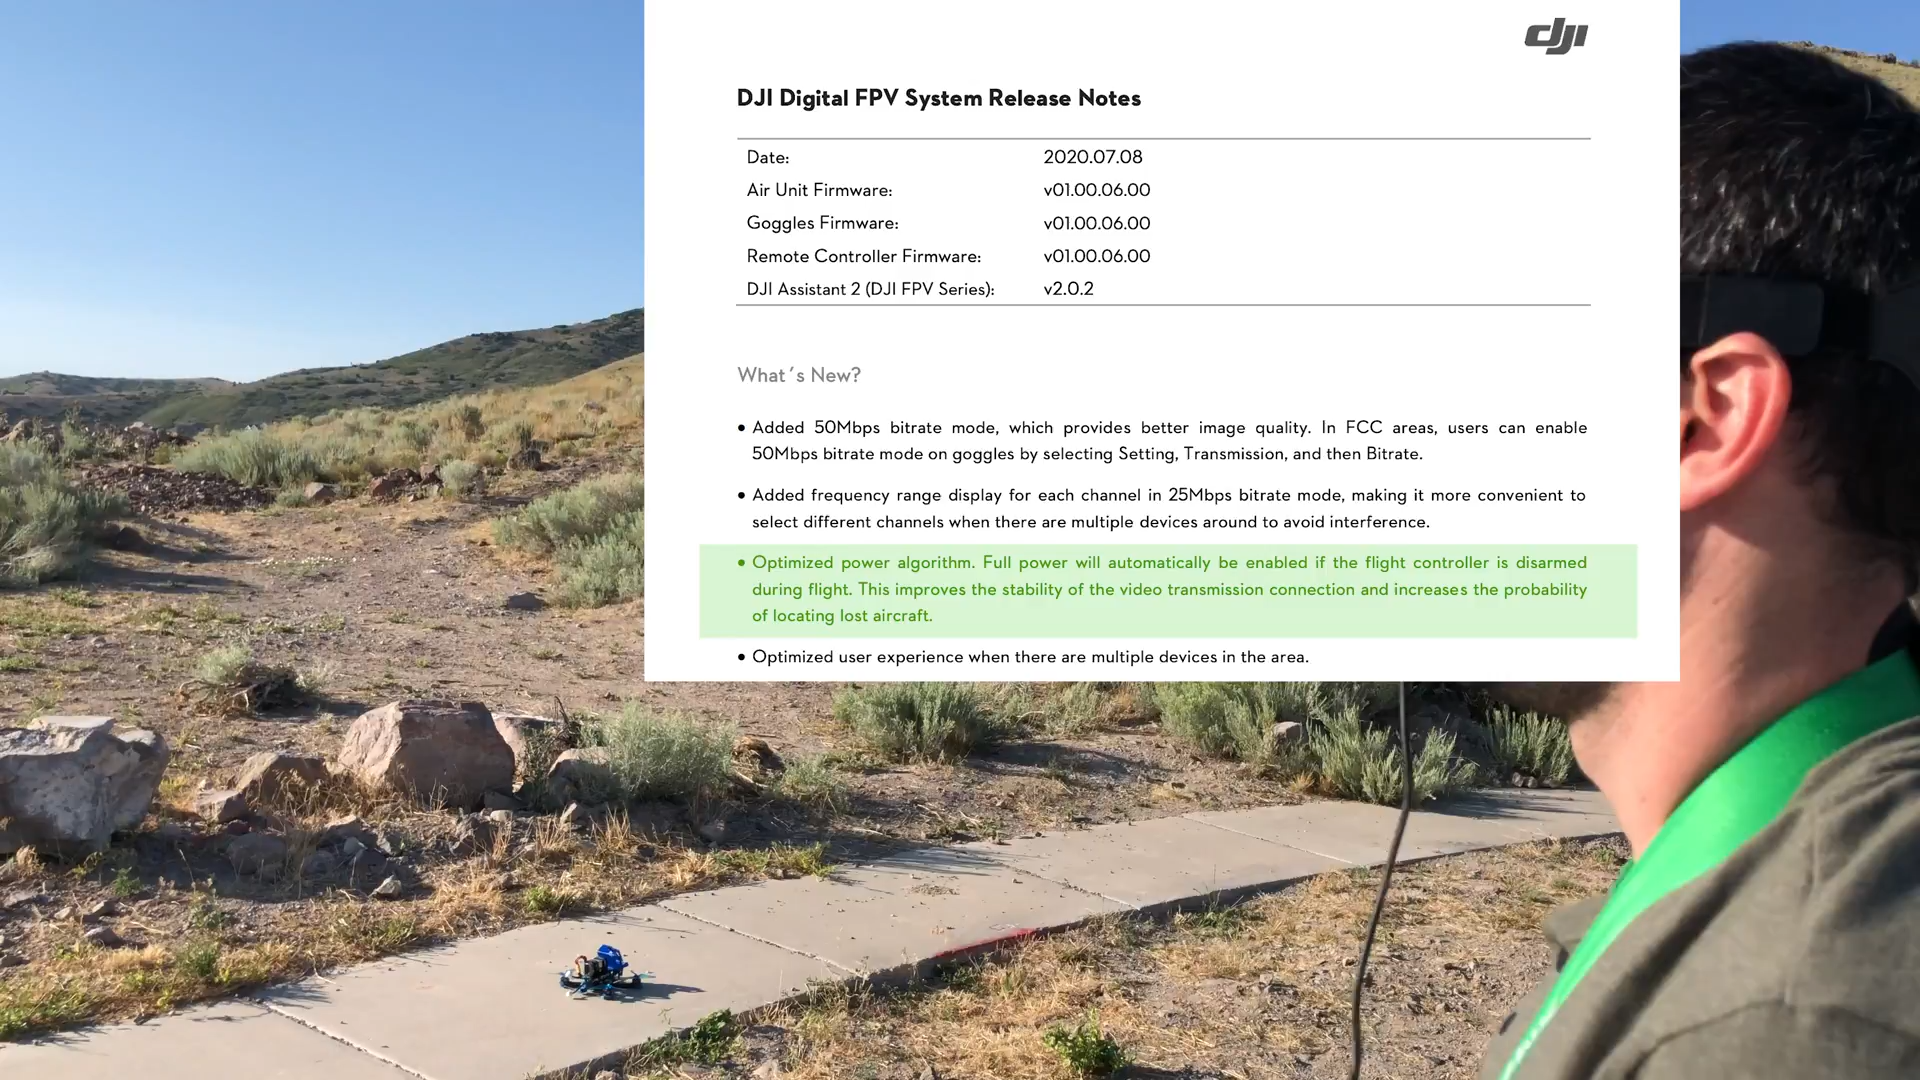 dji
DJI Digital FPV System Release Notes
Date: 2020.07.08
Air Unit Firmware: v01.00.06.00
Goggles Firmware: v01.00.06.00
Remote Controller Firmware: v01.00.06.00
DJI Assistant 2 (DJI FPV Series): v2.0.2
What's New?
• Added 50Mbps bitrate mode, which provides better image quality. In FCC areas, users can enable
50Mbps bitrate mode on goggles by selecting Setting, Transmission, and then Bitrate.
• Added frequency range display for each channel in 25Mbps bitrate mode, making it more convenient to
select different channels when there are multiple devices around to avoid interference.
• Optimized power algorithm. Full power will automatically be enabled if the flight controller is disarmed
during flight. This improves the stability of the video transmission connection and increases the probability
of locating lost aircraft.
• Optimized user experience when there are multiple devices in the area.